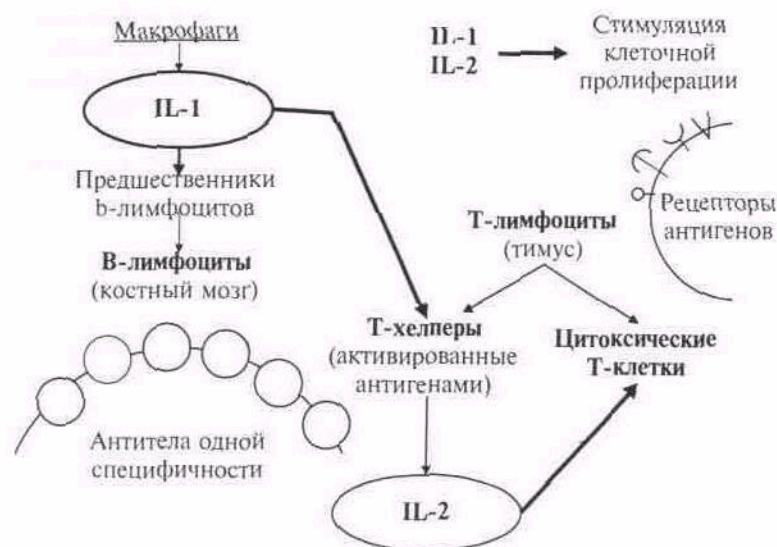 Макрофаги
IL-1
Предшественники
b-лимфоцитов
В-лимфоциты
(костный мозг)
Антитела одной
специфичности
IL-1
IL-2
Стимуляция
клеточной
пролиферации
Рецепторы
антигенов
Т-лимфоциты
(тимус)
Т-хелперы
(активированные
антигенами)
Цитоксические
Т-клетки
IL-2